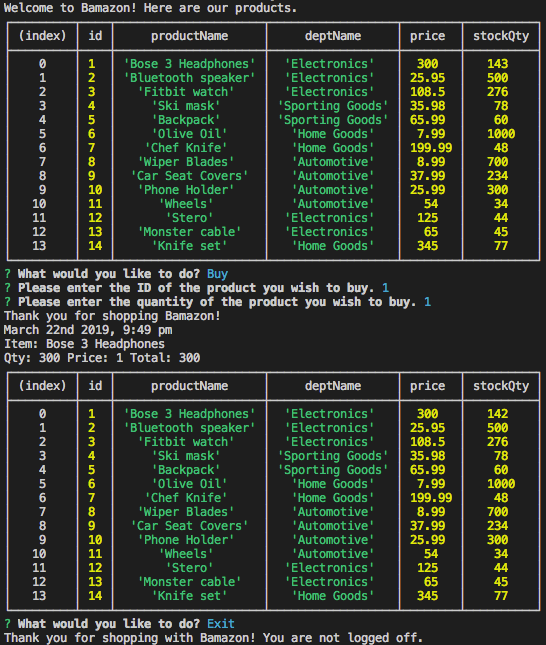 Welcome to Bamazon! Here are our products.
(index) id productName deptName price stockQty
0 1 'Bose 3 Headphones' 'Electronics' 300 143
1 2 'Bluetooth speaker' 'Electronics' 25.95 500
2 3 'Fitbit watch' 'Electronics' 108.5 276
3 4 'Ski mask' 'Sporting Goods' 35.98 78
4 5 'Backpack' 'Sporting Goods' 65.99 60
5 6 'Olive Oil' 'Home Goods' 7.99 1000
6 7 'Chef Knife' 'Home Goods' 199.99 48
7 8 'Wiper Blades' 'Automotive' 8.99 700
8 9 'Car Seat Covers' 'Automotive' 37.99 234
9 10 'Phone Holder' 'Automotive' 25.99 300
10 11 'Wheels' 'Automotive' 54 34
11 12 'Stero' 'Electronics' 125 44
12 13 'Monster cable' 'Electronics' 65 45
13 14 'Knife set' 'Home Goods' 345 77
? What would you like to do? Buy
? Please enter the ID of the product you wish to buy. 1
? Please enter the quantity of the product you wish to buy. 1
Thank you for shopping Bamazon!
March 22nd 2019, 9:49 pm
Item: Bose 3 Headphones
Qty: 300 Price: 1 Total: 300
(index) id productName deptName price stockQty
0 1 'Bose 3 Headphones' 'Electronics' 300 142
1 2 'Bluetooth speaker' 'Electronics' 25.95 500
2 3 'Fitbit watch' 'Electronics' 108.5 276
3 4 'Ski mask' 'Sporting Goods' 35.98 78
4 5 'Backpack' 'Sporting Goods' 65.99 60
5 6 'Olive Oil' 'Home Goods' 7.99 1000
6 7 'Chef Knife' 'Home Goods' 199.99 48
7 8 'Wiper Blades' 'Automotive' 8.99 700
8 9 'Car Seat Covers' 'Automotive' 37.99 234
9 10 'Phone Holder' 'Automotive' 25.99 300
10 11 'Wheels' 'Automotive' 54 34
11 12 'Stero' 'Electronics' 125 44
12 13 'Monster cable' 'Electronics' 65 45
13 14 'Knife set' 'Home Goods' 345 77
? What would you like to do? Exit
Thank you for shopping with Bamazon! You are not logged off.